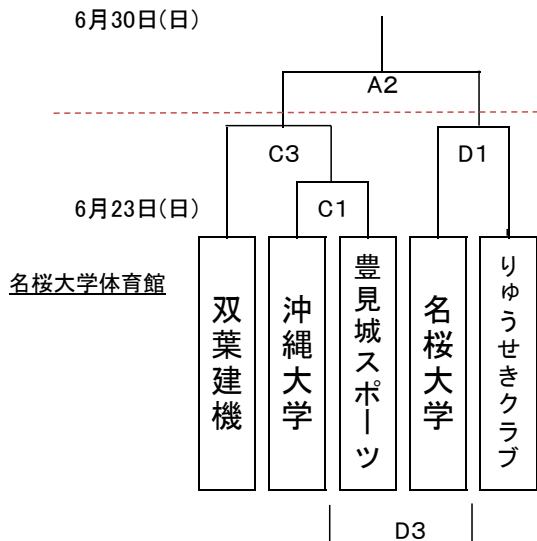 6月30日(日)
A2
C3
D1
6月23日(日)
C1
名桜大学体育館
双葉建機
沖縄大学
豊見城スポーツ
名桜大学
りゅうせきクラブ
D3